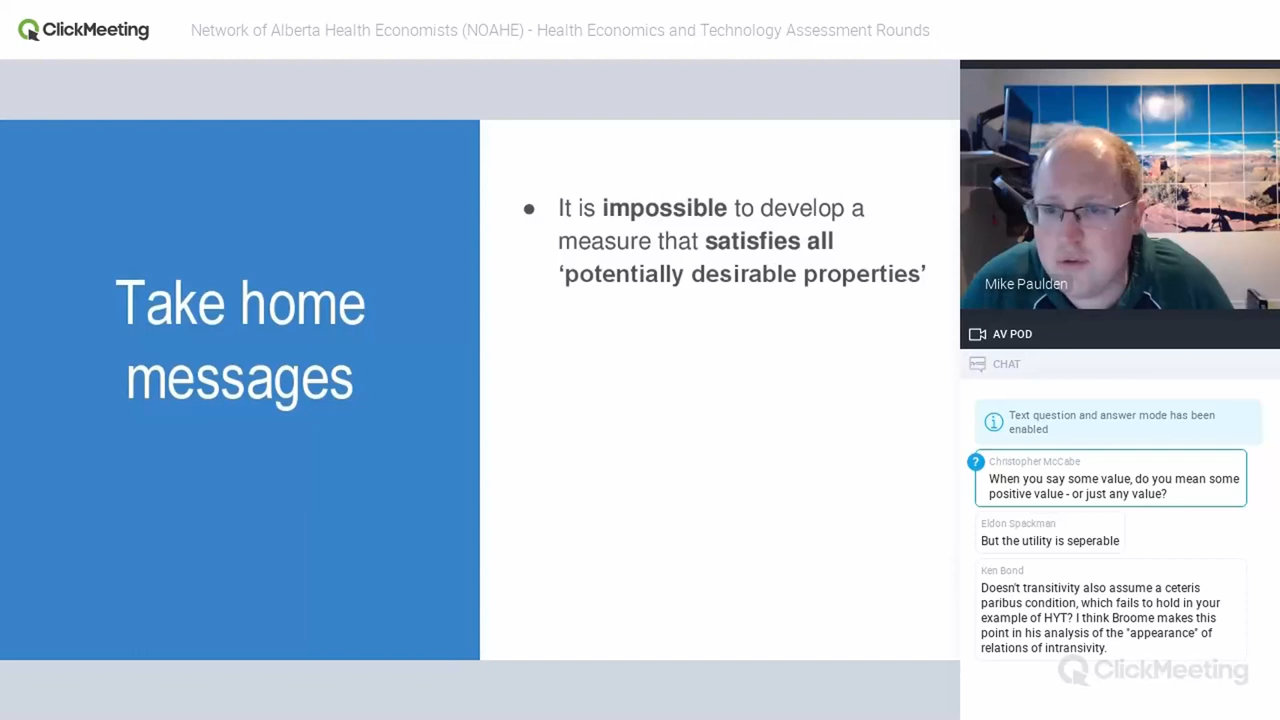 ClickMeeting
Network of Alberta Health Economists (NOAHE) - Health Economics and Technology Assessment Rounds
Take home
messages
● It is impossible to develop a
measure that satisfies all
‘potentially desirable properties’
Mike Paulden
AV POD
CHAT
Text question and answer mode has been
enabled
?
Christopher McCabe
When you say some value, do you mean some
positive value - or just any value?
Eldon Spackman
But the utility is seperable
Ken Bond
Doesn't transitivity also assume a ceteris
paribus condition, which fails to hold in your
example of HYT? I think Broome makes this
point in his analysis of the "appearance" of
relations of intransivity.
ClickMeeting